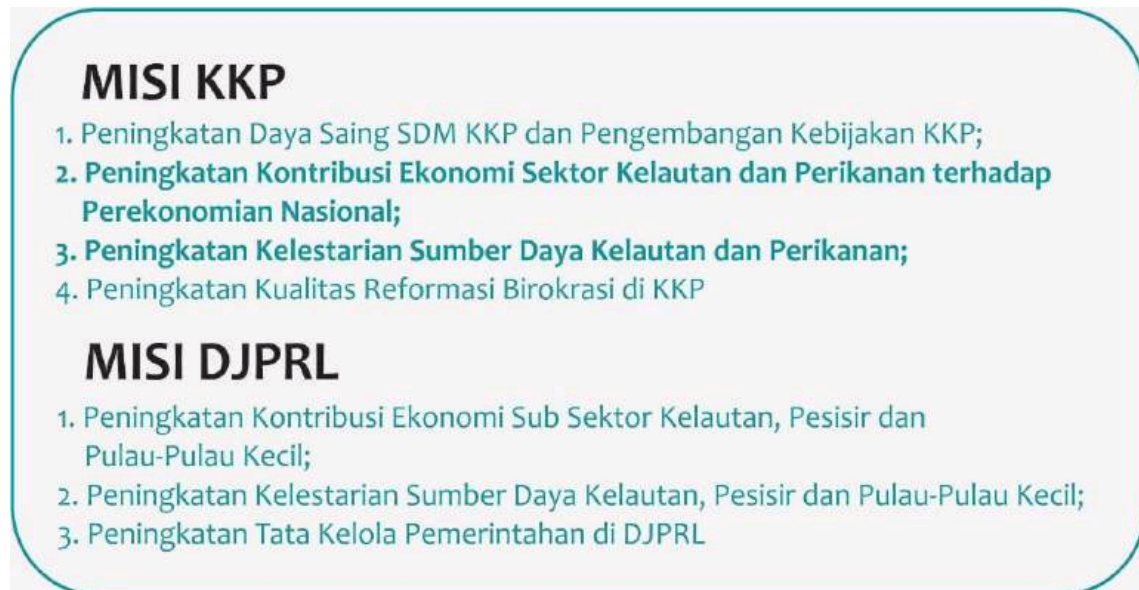 MISI KKP
1. Peningkatan Daya Saing SDM KKP dan Pengembangan Kebijakan KKP;
2. Peningkatan Kontribusi Ekonomi Sektor Kelautan dan Perikanan terhadap
Perekonomian Nasional;
3. Peningkatan Kelestarian Sumber Daya Kelautan dan Perikanan;
4. Peningkatan Kualitas Reformasi Birokrasi di KKP
MISI DJPRL
1. Peningkatan Kontribusi Ekonomi Sub Sektor Kelautan, Pesisir dan
Pulau-Pulau Kecil;
2. Peningkatan Kelestarian Sumber Daya Kelautan, Pesisir dan Pulau-Pulau Kecil;
3. Peningkatan Tata Kelola Pemerintahan di DJPRL